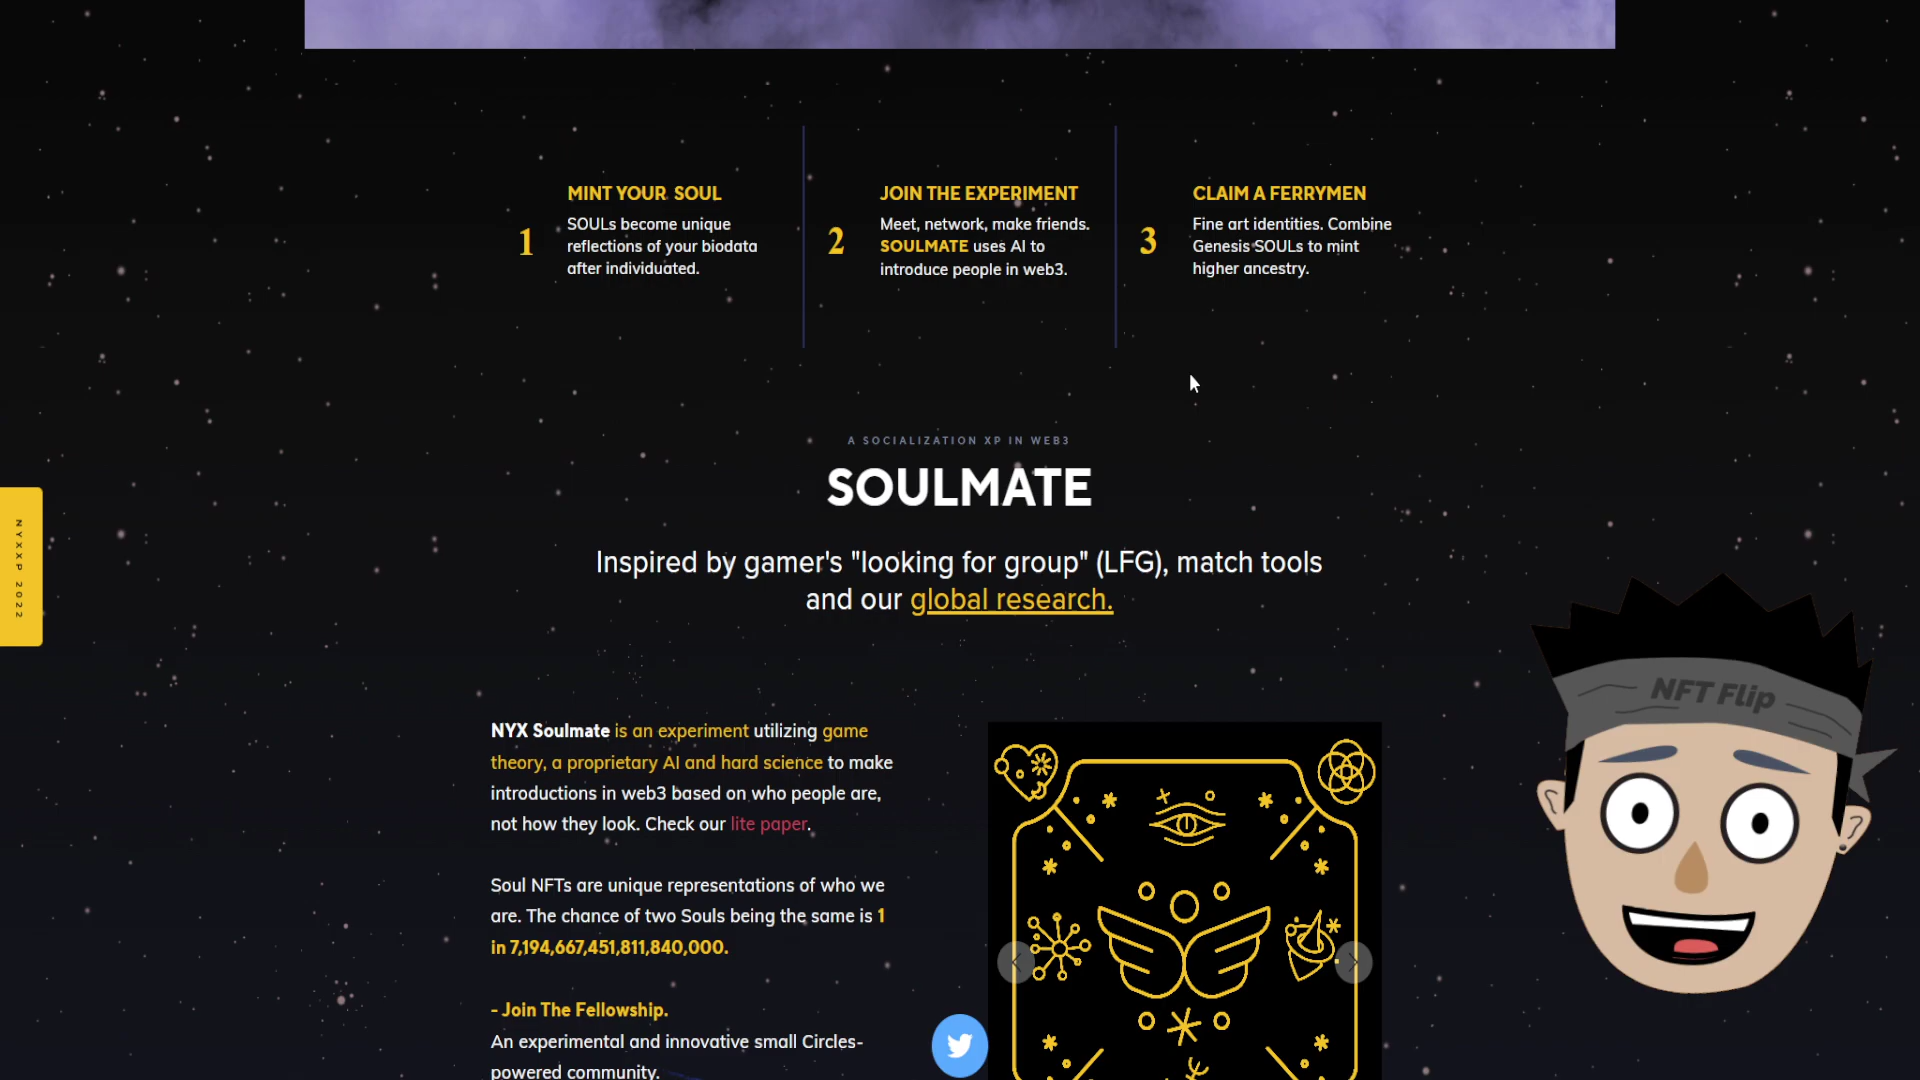 MINT YOUR SOUL
1
SOULs become unique
reflections of your biodata
after individuated.
JOIN THE EXPERIMENT
2
Meet, network, make friends.
SOULMATE uses AI to
introduce people in web3.
CLAIM A FERRYMEN
3
Fine art identities. Combine
Genesis SOULs to mint
higher ancestry.
A SOCIALIZATION XP IN WEB3
SOULMATE
Inspired by gamer's "looking for group" (LFG), match tools
and our global research.
NYXXP 2022
NFT Flip
NYX Soulmate is an experiment utilizing game
theory, a proprietary AI and hard science to make
introductions in web3 based on who people are,
not how they look. Check our lite paper.
Soul NFTs are unique representations of who we
are. The chance of two Souls being the same is 1
in 7,194,667,451,811,840,000.
- Join The Fellowship.
An experimental and innovative small Circles-
powered community.